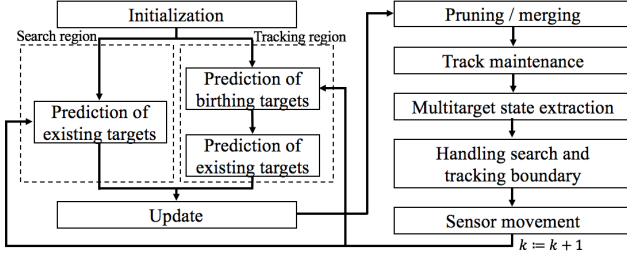 Initialization
Search region
Tracking region
Prediction of
existing targets
Prediction of
birthing targets
Prediction of
existing targets
Update
Pruning / merging
Track maintenance
Multitarget state extraction
Handling search and
tracking boundary
Sensor movement
k := k + 1